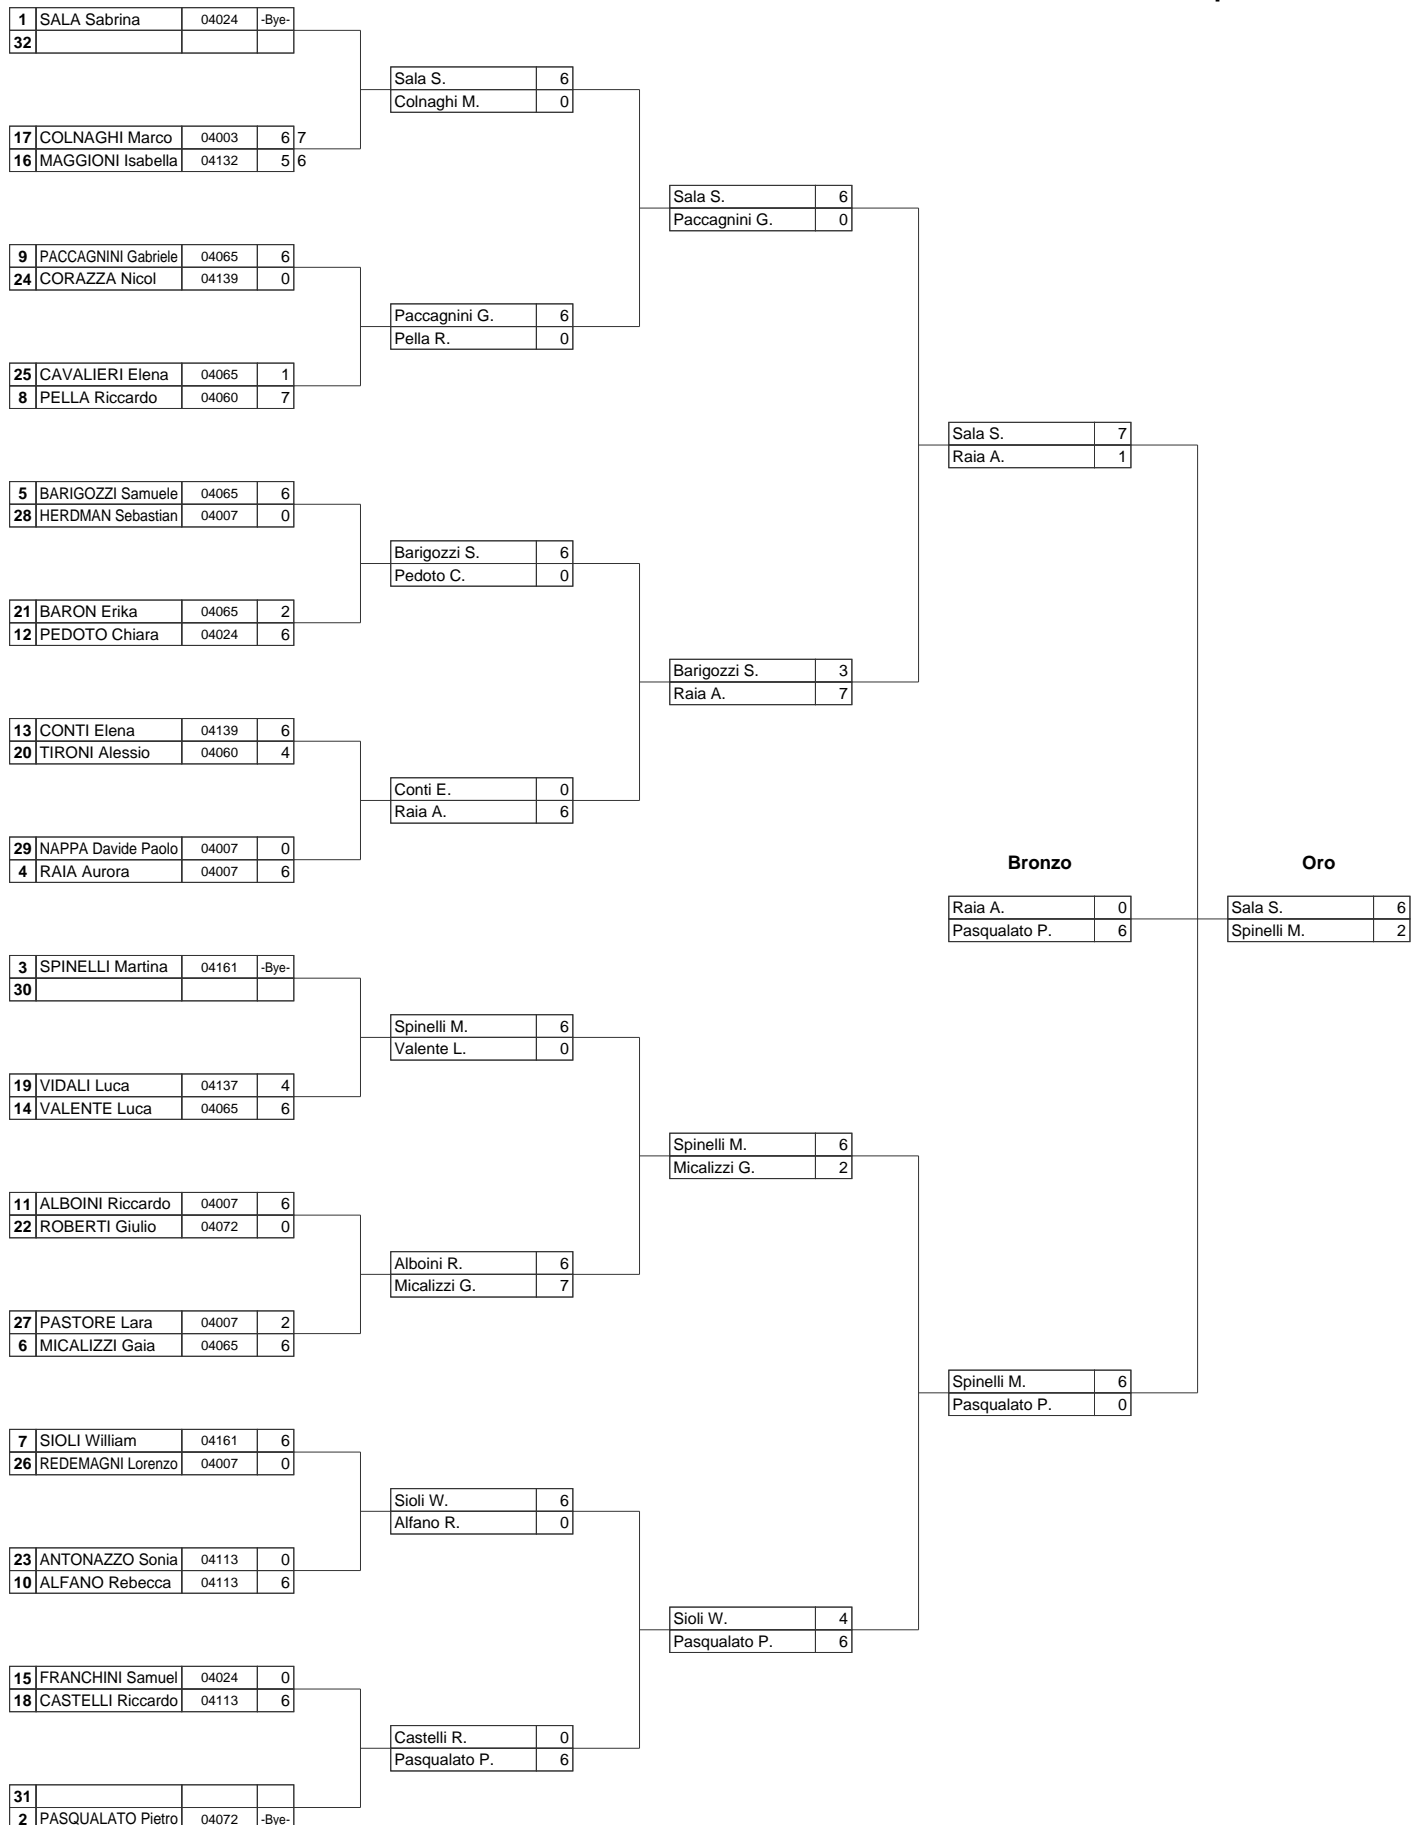 1 SALA Sabrina 04024 -Bye-
32
Sala S. 6
Colnaghi M. 0
17 COLNAGHI Marco 04003 6 7
16 MAGGIONI Isabella 04132 5 6
Sala S. 6
Paccagnini G. 0
9 PACCAGNINI Gabriele 04065 6
24 CORAZZA Nicol 04139 0
Paccagnini G. 6
Pella R. 0
25 CAVALIERI Elena 04065 1
8 PELLA Riccardo 04060 7
Sala S. 7
Raia A. 1
5 BARIGOZZI Samuele 04065 6
28 HERDMAN Sebastian 04007 0
Barigozzi S. 6
Pedoto C. 0
21 BARON Erika 04065 2
12 PEDOTO Chiara 04024 6
Barigozzi S. 3
Raia A. 7
13 CONTI Elena 04139 6
20 TIRONI Alessio 04060 4
Conti E. 0
Raia A. 6
29 NAPPA Davide Paolo 04007 0
4 RAIA Aurora 04007 6
Bronzo Oro
Raia A. 0 Sala S. 6
Pasqualato P. 6 Spinelli M. 2
3 SPINELLI Martina 04161 -Bye-
30
Spinelli M. 6
Valente L. 0
19 VIDALI Luca 04137 4
14 VALENTE Luca 04065 6
Spinelli M. 6
Micalizzi G. 2
11 ALBOINI Riccardo 04007 6
22 ROBERTI Giulio 04072 0
Alboini R. 6
Micalizzi G. 7
27 PASTORE Lara 04007 2
6 MICALIZZI Gaia 04065 6
Spinelli M. 6
Pasqualato P. 0
7 SIOLI William 04161 6
26 REDEMAGNI Lorenzo 04007 0
Sioli W. 6
Alfano R. 0
23 ANTONAZZO Sonia 04113 0
10 ALFANO Rebecca 04113 6
Sioli W. 4
Pasqualato P. 6
15 FRANCHINI Samuel 04024 0
18 CASTELLI Riccardo 04113 6
Castelli R. 0
Pasqualato P. 6
31
2 PASQUALATO Pietro 04072 -Bye-